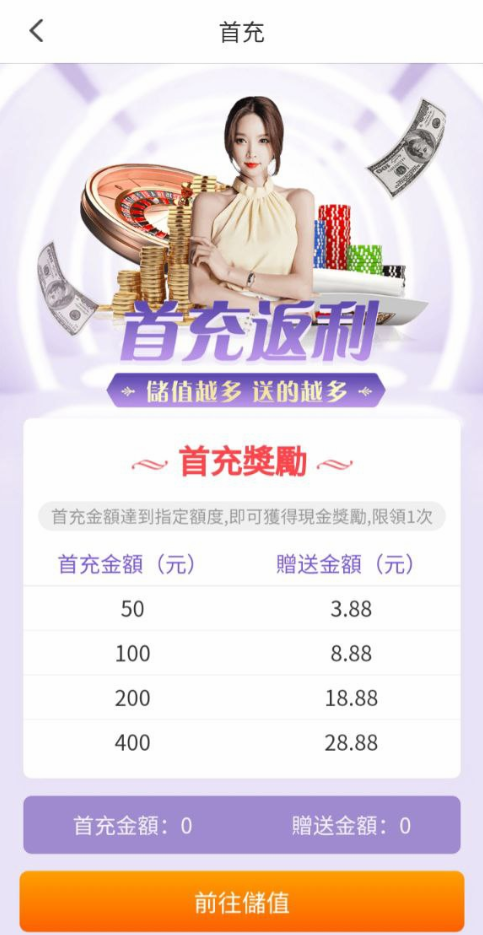 首充
首充返利
儲值越多 送的越多
首充獎勵
首充金額達到指定額度,即可獲得現金獎勵,限領1次
首充金額（元） 贈送金額（元）
50 3.88
100 8.88
200 18.88
400 28.88
首充金額：0 贈送金額：0
前往儲值